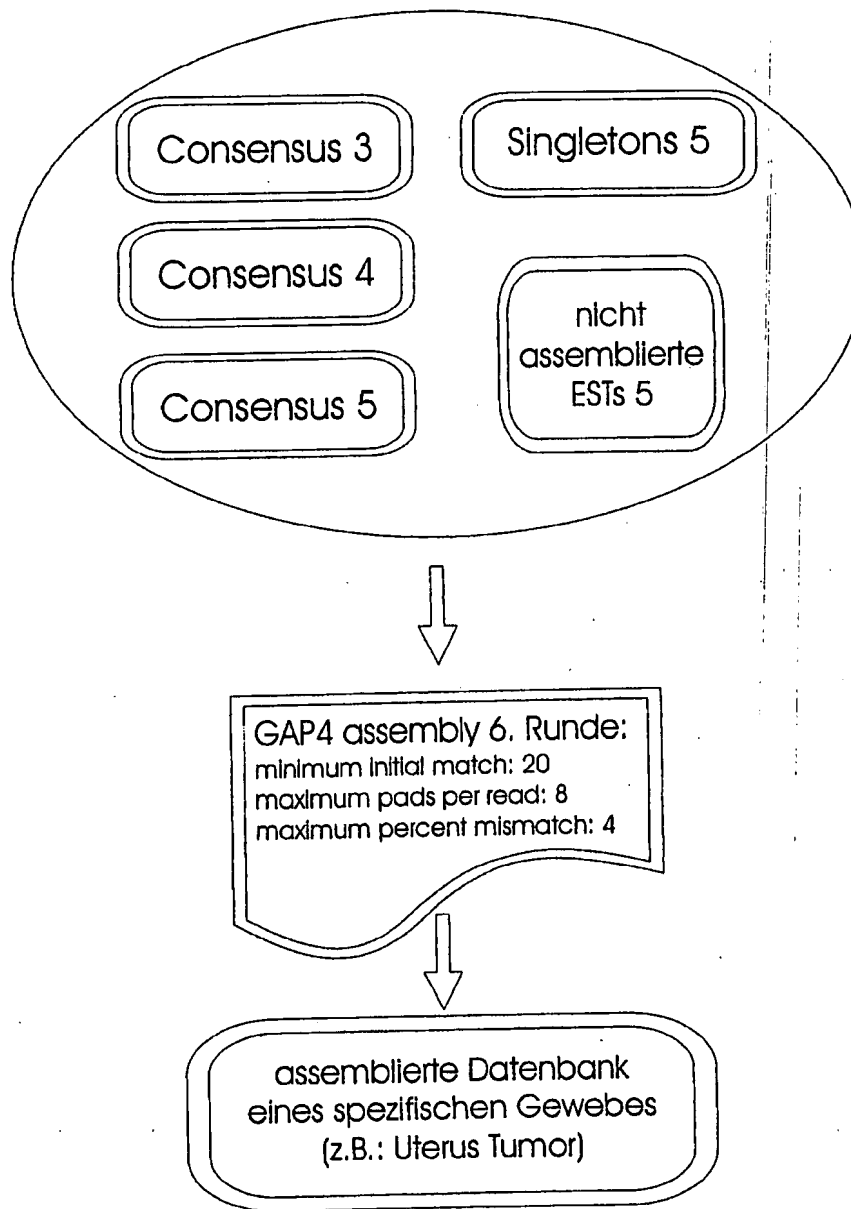 Consensus 3
Singletons 5
Consensus 4
nicht
assemblierte
ESTs 5
Consensus 5
GAP4 assembly 6. Runde:
minimum initial match: 20
maximum pads per read: 8
maximum percent mismatch: 4
assemblierte Datenbank
eines spezifischen Gewebes
(z.B.: Uterus Tumor)